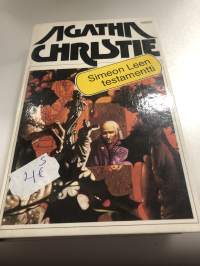 AGATHA
CHRISTIE
Simeon Leen
testamentti
S
4€